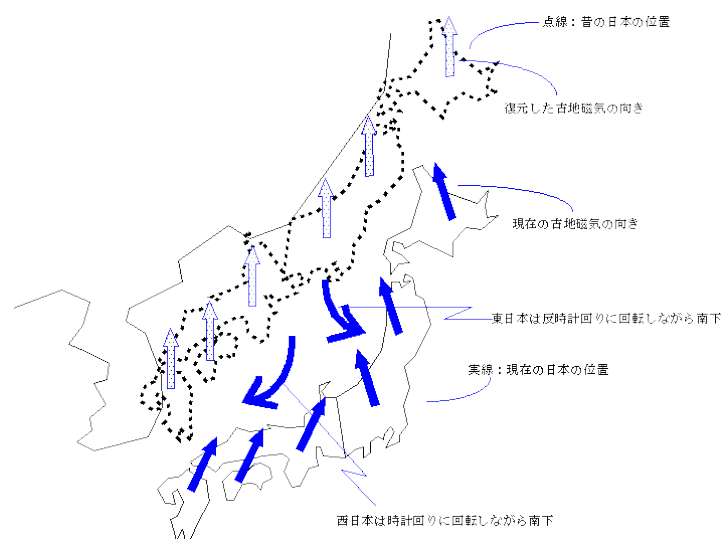 点線：昔の日本の位置
復元した古地磁気の向き
現在の古地磁気の向き
東日本は反時計回りに回転しながら南下
実線：現在の日本の位置
西日本は時計回りに回転しながら南下